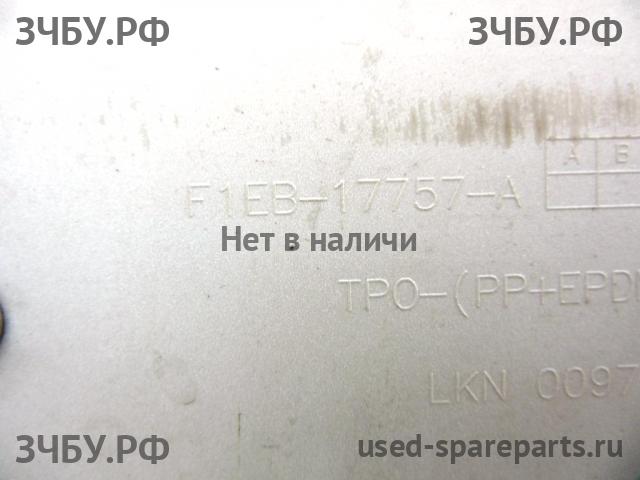 ЗЧБУ.РФ ЗЧБУ.РФ
A B
F1EB-17757-A
Нет в наличи
TPO-(PP+EPD
LKN 0097
ЗЧБУ.РФ used-spareparts.ru